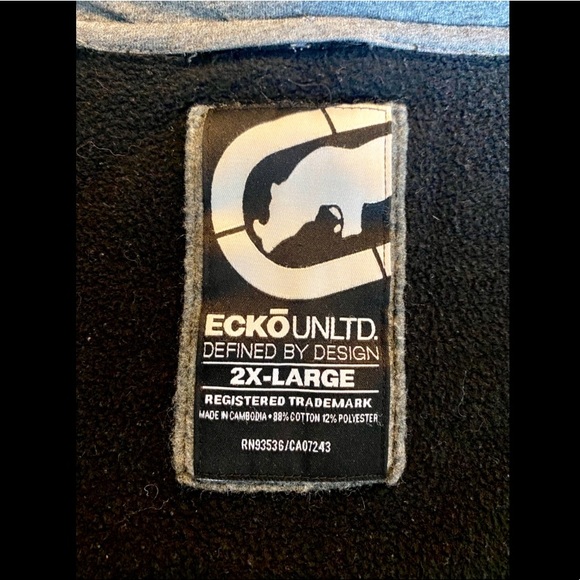 ECKŌ UNLTD.
DEFINED BY DESIGN
2X-LARGE
REGISTERED TRADEMARK
MADE IN CAMBODIA • 88% COTTON 12% POLYESTER
RN93536/CA07243